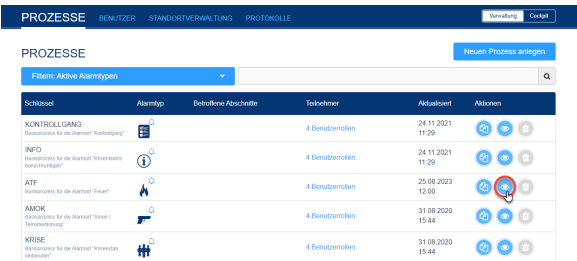 PROZESSE BENUTZER STANDORTVERWALTUNG PROTOKOLLE Verwaltung Cockpit
PROZESSE
Neuen Prozess anlegen
Filtern: Aktive Alarmtypen
Schlüssel Alarmtyp Betroffene Abschnitte Teilnehmer Aktualisiert Aktionen
KONTROLLGANG
Basisprozess für die Alarmart "Kontrollgang"
4 Benutzerrollen
24.11.2021
11:29
INFO
Basisprozess für die Alarmart "Krisenteams
benachrichtigen"
4 Benutzerrollen
24.11.2021
11:29
ATF
Basisprozess für die Alarmart "Feuer"
4 Benutzerrollen
25.08.2023
12:00
AMOK
Basisprozess für die Alarmart "Amok /
Terrorbedrohung"
4 Benutzerrollen
31.08.2020
15:44
KRISE
Basisprozess für die Alarmart "Krisenstab
einberufen"
4 Benutzerrollen
31.08.2020
15:44